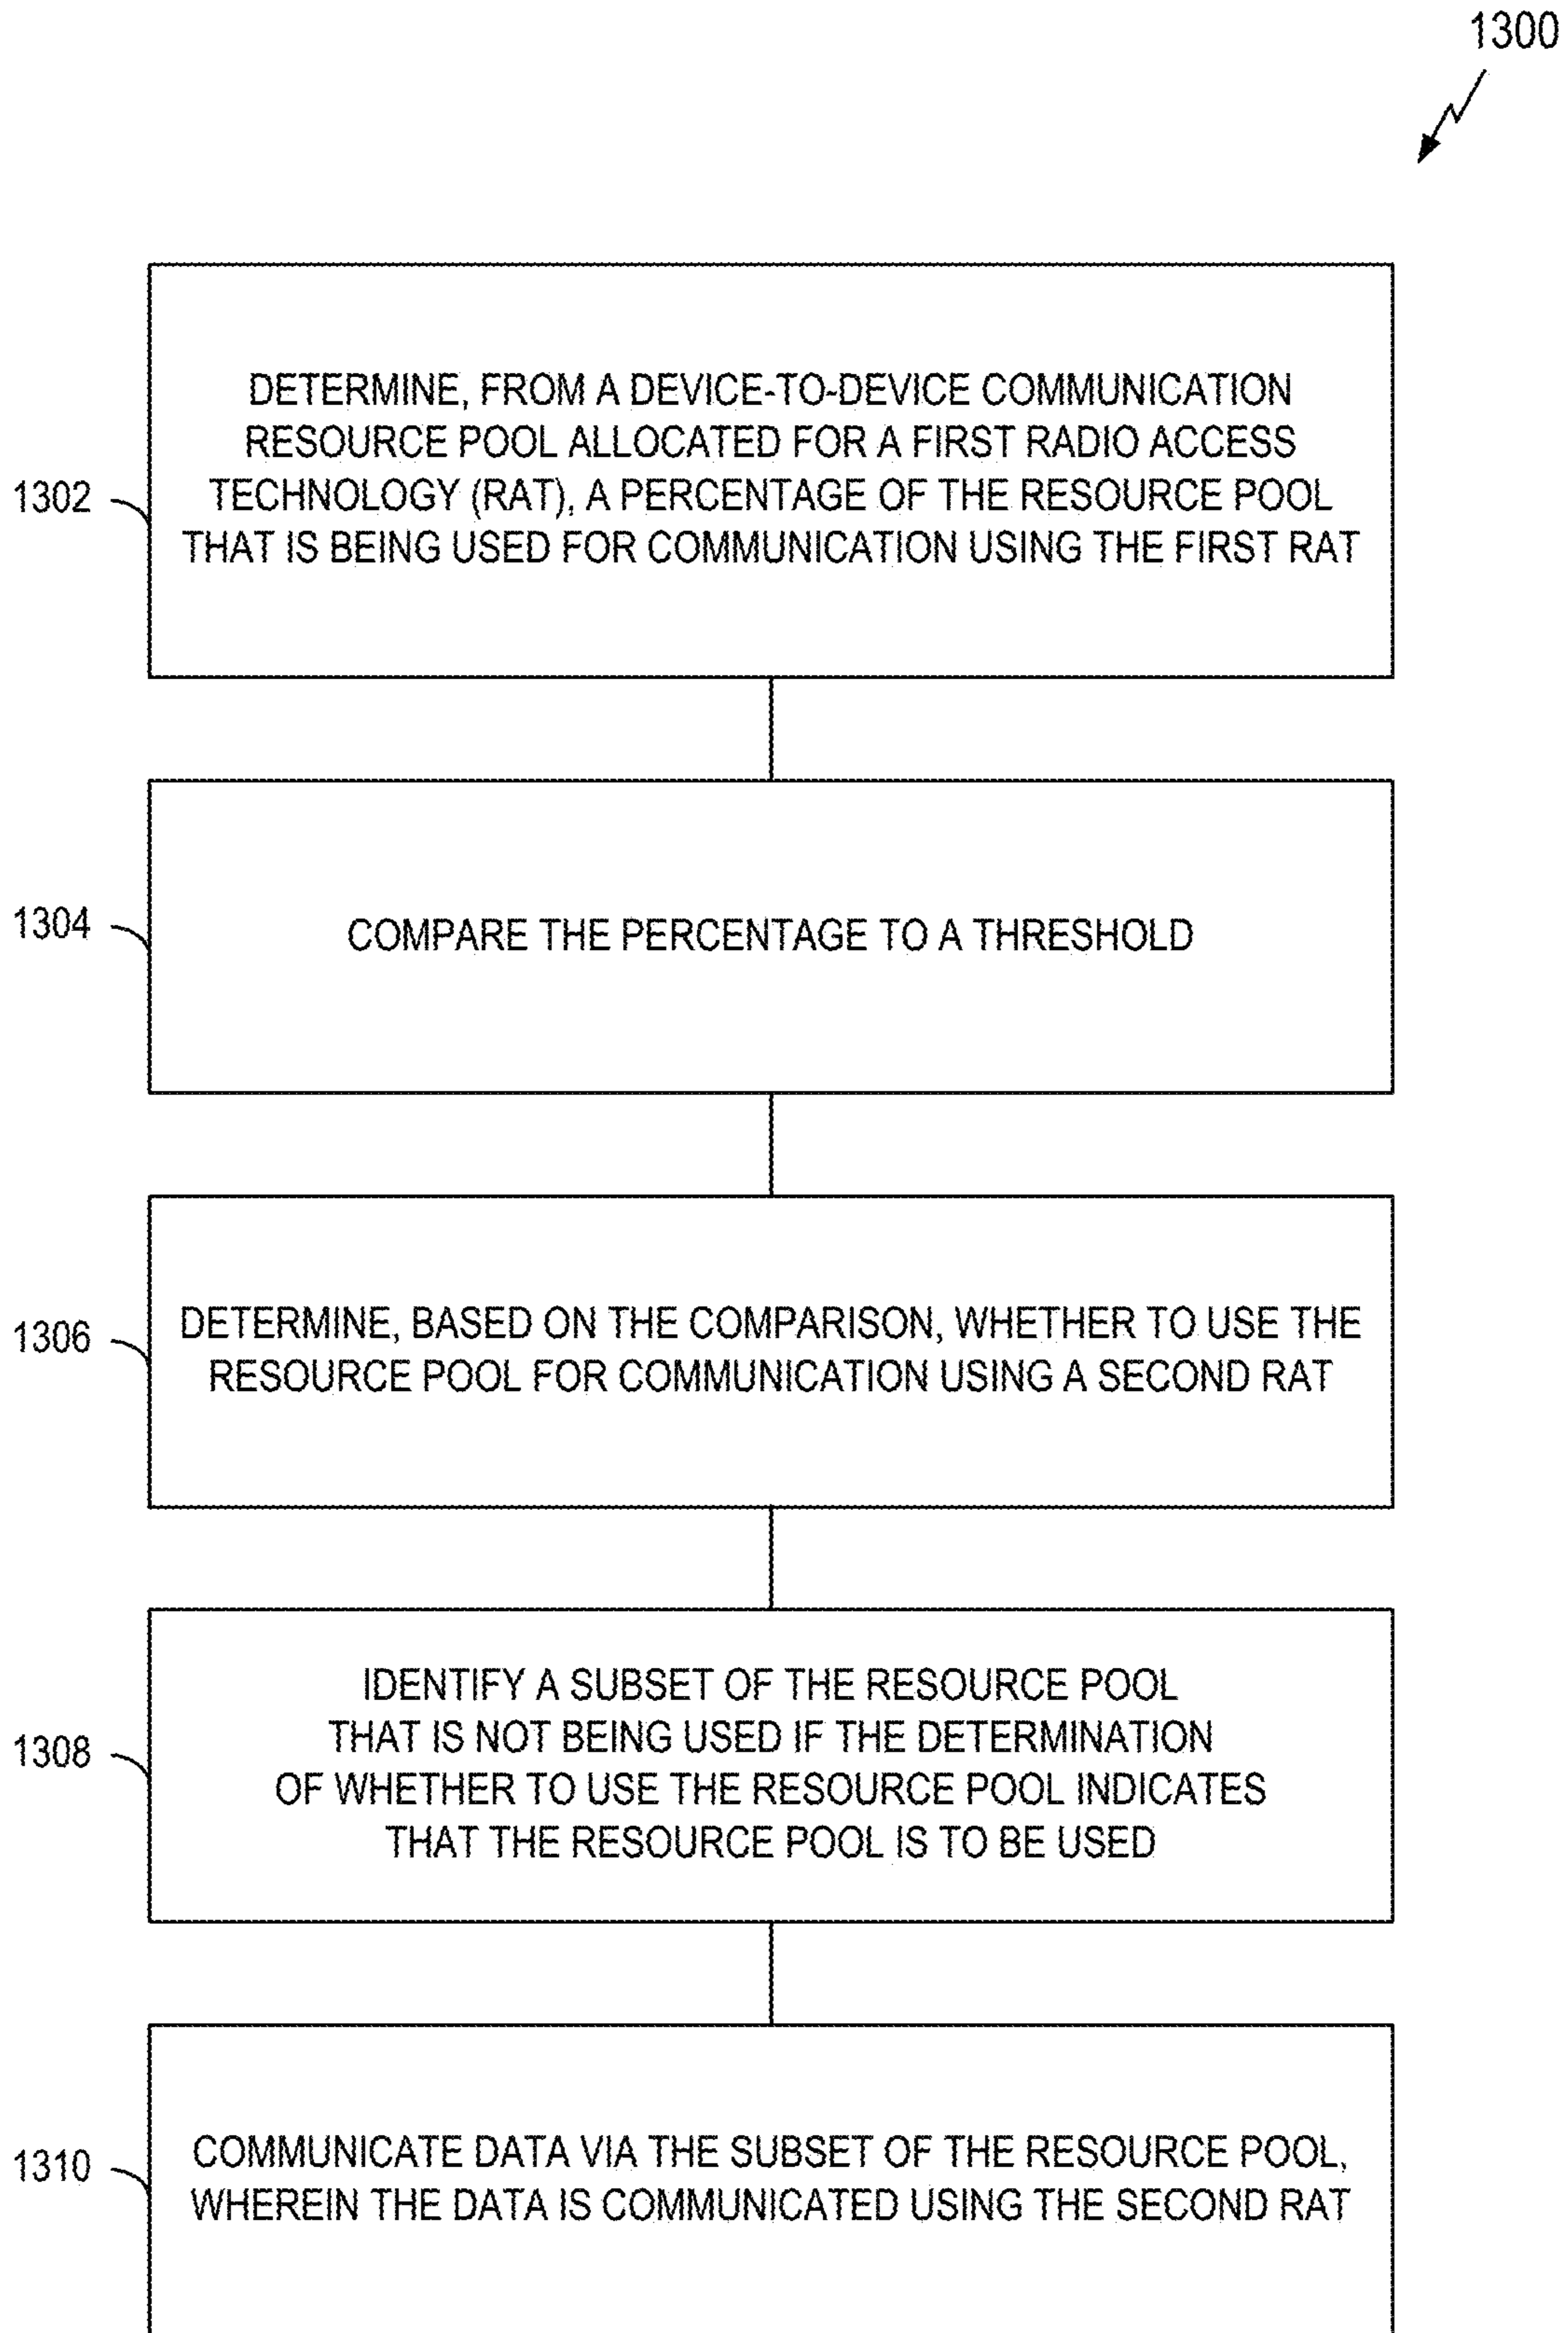 1300
DETERMINE, FROM A DEVICE-TO-DEVICE COMMUNICATION
RESOURCE POOL ALLOCATED FOR A FIRST RADIO ACCESS
1302
TECHNOLOGY (RAT), A PERCENTAGE OF THE RESOURCE POOL
THAT IS BEING USED FOR COMMUNICATION USING THE FIRST RAT
1304
COMPARE THE PERCENTAGE TO A THRESHOLD
1306
DETERMINE, BASED ON THE COMPARISON, WHETHER TO USE THE
RESOURCE POOL FOR COMMUNICATION USING A SECOND RAT
IDENTIFY A SUBSET OF THE RESOURCE POOL
THAT IS NOT BEING USED IF THE DETERMINATION
1308
OF WHETHER TO USE THE RESOURCE POOL INDICATES
THAT THE RESOURCE POOL IS TO BE USED
1310
COMMUNICATE DATA VIA THE SUBSET OF THE RESOURCE POOL,
WHEREIN THE DATA IS COMMUNICATED USING THE SECOND RAT